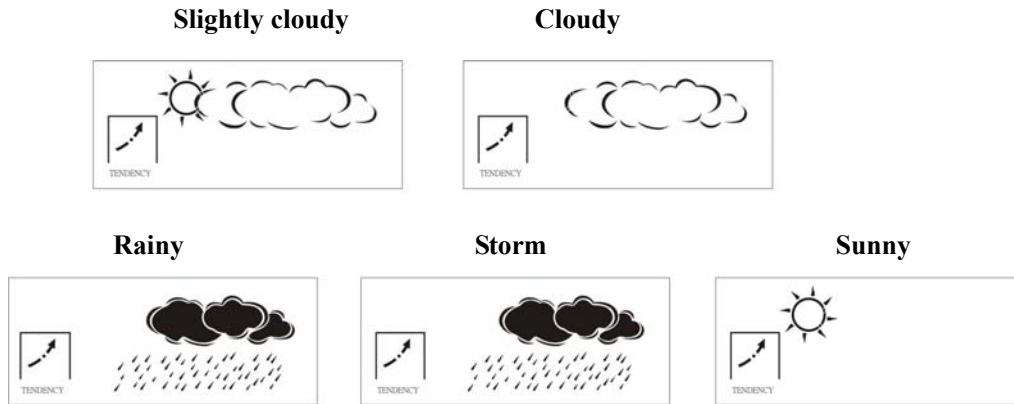 Slightly cloudy Cloudy
TENDENCY TENDENCY
Rainy Storm Sunny
TENDENCY TENDENCY TENDENCY